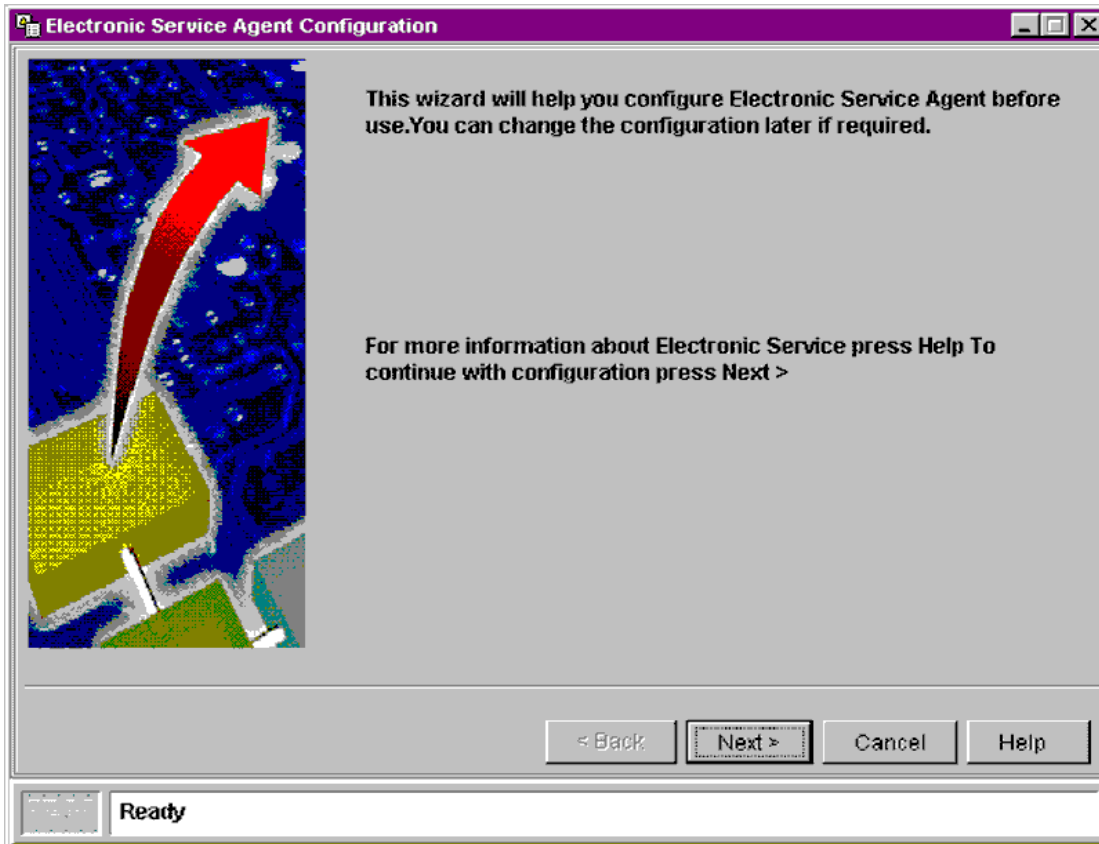 Electronic Service Agent Configuration
This wizard will help you configure Electronic Service Agent before
use.You can change the configuration later if required.
For more information about Electronic Service press Help To
continue with configuration press Next >
< Back
Next >
Cancel
Help
Ready